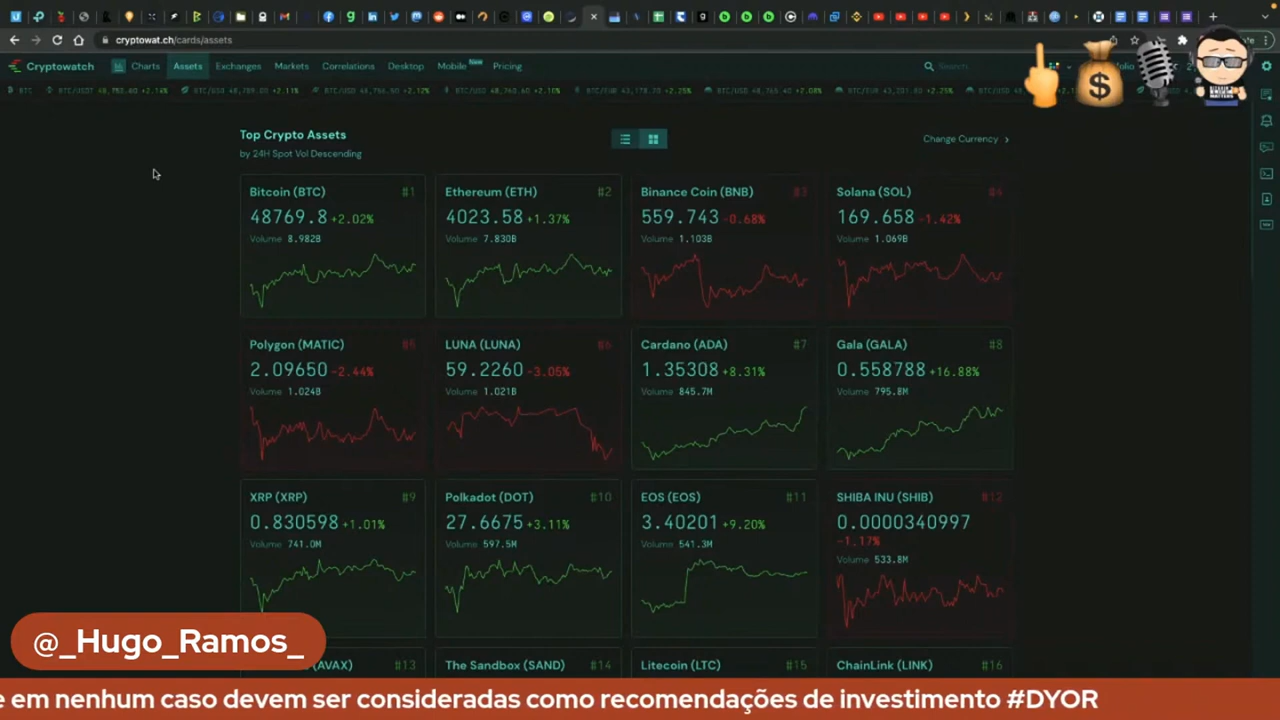 cryptowat.ch/cards/assets
Cryptowatch Charts Assets Exchanges Markets Correlations Desktop Mobile New Pricing Search
Top Crypto Assets
by 24H Spot Vol Descending
Change Currency
Bitcoin (BTC) #1
48769.8 +2.02%
Volume 8.982B
Ethereum (ETH) #2
4023.58 +1.37%
Volume 7.830B
Binance Coin (BNB) #3
559.743 -0.68%
Volume 1.103B
Solana (SOL) #4
169.658 -1.42%
Volume 1.069B
Polygon (MATIC) #5
2.09650 -2.44%
Volume 1.024B
LUNA (LUNA) #6
59.2260 -3.05%
Volume 1.021B
Cardano (ADA) #7
1.35308 +8.31%
Volume 845.7M
Gala (GALA) #8
0.558788 +16.88%
Volume 795.8M
XRP (XRP) #9
0.830598 +1.01%
Volume 741.0M
Polkadot (DOT) #10
27.6675 +3.11%
Volume 597.5M
EOS (EOS) #11
3.40201 +9.20%
Volume 541.3M
SHIBA INU (SHIB) #12
0.0000340997
-1.17%
Volume 533.8M
(AVAX) #13
The Sandbox (SAND) #14
Litecoin (LTC) #15
ChainLink (LINK) #16
@_Hugo_Ramos_
e em nenhum caso devem ser consideradas como recomendações de investimento #DYOR